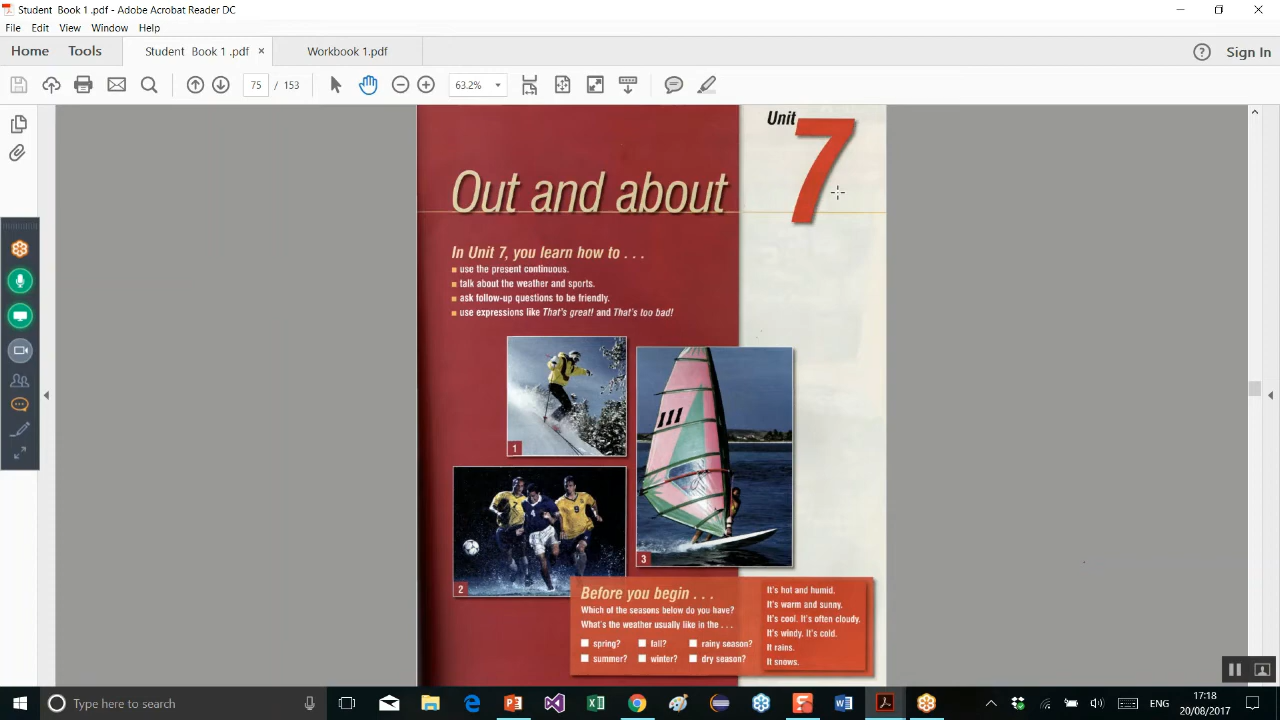 Student Book 1 .pdf - Adobe Acrobat Reader DC
File Edit View Window Help
Home Tools Student Book 1 .pdf × Workbook 1.pdf Sign In
75 / 153 63.2%
Unit
7
Out and about
In Unit 7, you learn how to . . .
use the present continuous.
talk about the weather and sports.
ask follow-up questions to be friendly.
use expressions like That's great! and That's too bad!
1
2
3
Before you begin . . .
Which of the seasons below do you have?
What's the weather usually like in the . . .
spring? fall? rainy season?
summer? winter? dry season?
It's hot and humid.
It's warm and sunny.
It's cool. It's often cloudy.
It's windy. It's cold.
It rains.
It snows.
Type here to search
ENG
17:18
20/08/2017